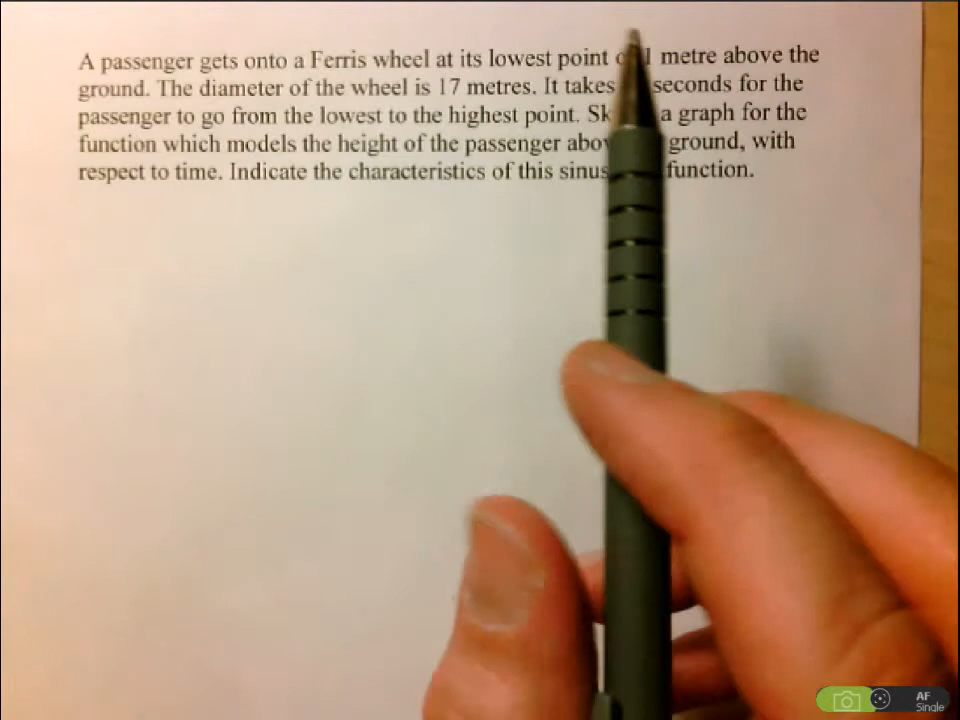 A passenger gets onto a Ferris wheel at its lowest point 1 metre above the
ground. The diameter of the wheel is 17 metres. It takes seconds for the
passenger to go from the lowest to the highest point. a graph for the
function which models the height of the passenger ground, with
respect to time. Indicate the characteristics of this function.
AF
Single